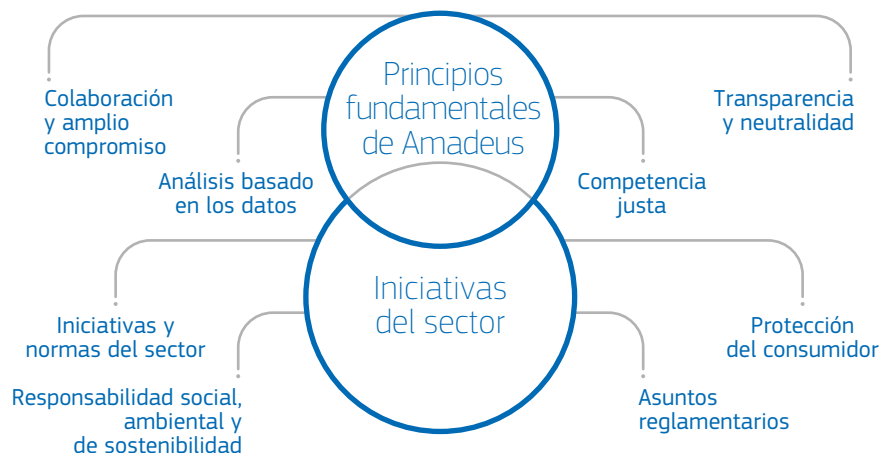 Principios
fundamentales
de Amadeus
Colaboración
y amplio
compromiso
Transparencia
y neutralidad
Análisis basado
en los datos
Competencia
justa
Iniciativas
del sector
Iniciativas y
normas del sector
Protección
del consumidor
Responsabilidad social,
ambiental y
de sostenibilidad
Asuntos
reglamentarios